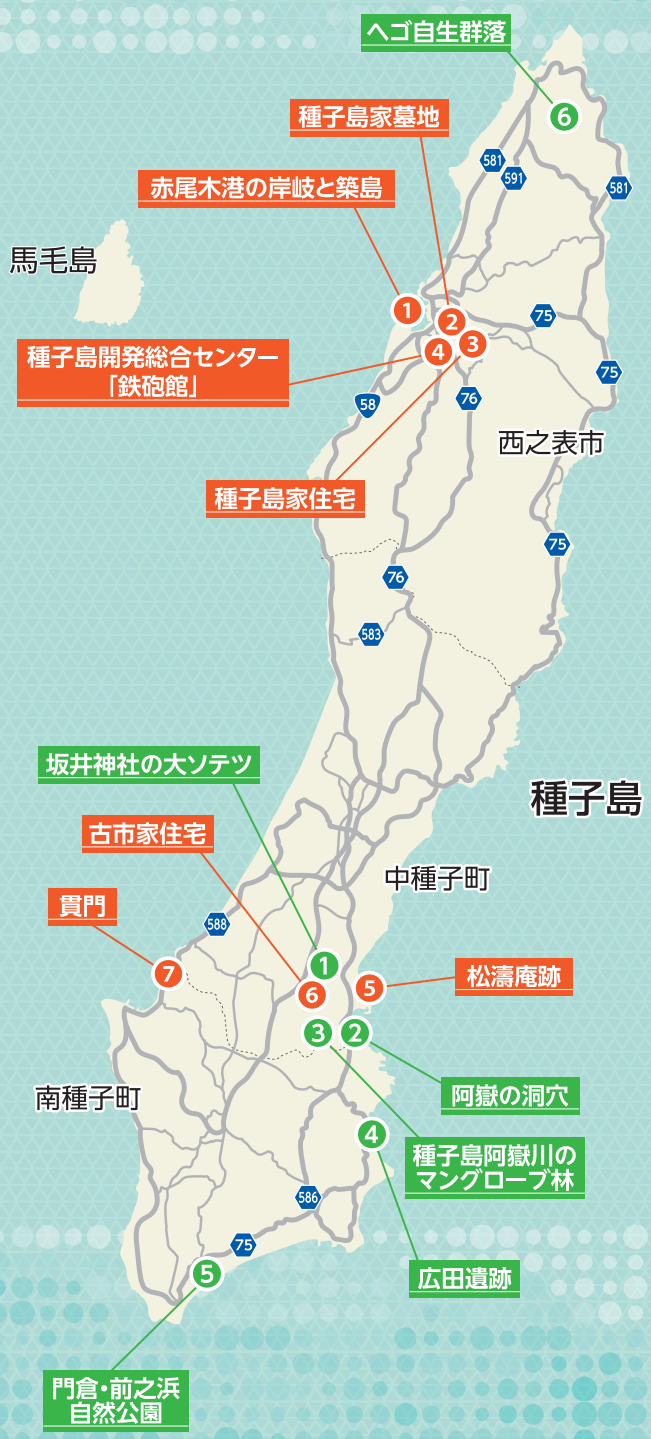 ヘゴ自生群落
6
種子島家墓地
581
591
581
赤尾木港の岸岐と築島
馬毛島
1
2
75
3
4
種子島開発総合センター
「鉄砲館」
75
58
76
西之表市
種子島家住宅
75
76
583
坂井神社の大ソテツ
種子島
古市家住宅
中種子町
貫門
588
1
7
松濤庵跡
5
6
3
2
南種子町
阿嶽の洞穴
4
種子島阿嶽川の
マングローブ林
586
75
5
広田遺跡
門倉・前之浜
自然公園